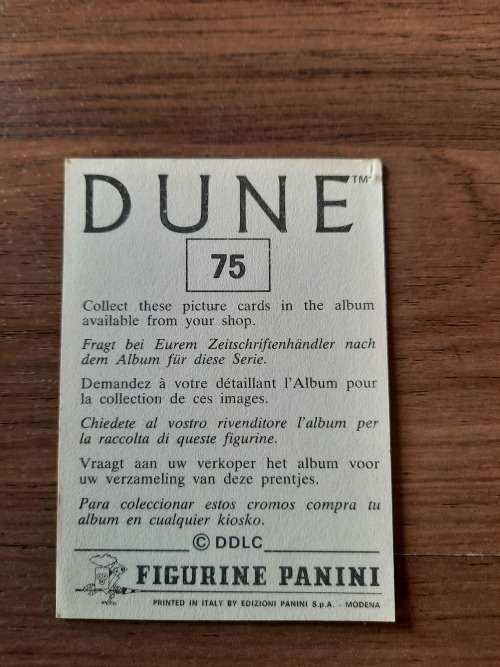 DUNE™
75
Collect these picture cards in the album
available from your shop.
Fragt bei Eurem Zeitschriftenhändler nach
dem Album für diese Serie.
Demandez à votre détaillant l'Album pour
la collection de ces images.
Chiedete al vostro rivenditore l'album per
la raccolta di queste figurine.
Vraagt aan uw verkoper het album voor
uw verzameling van deze prentjes.
Para coleccionar estos cromos compra tu
album en cualquier kiosko.
© DDLC
FIGURINE PANINI
PRINTED IN ITALY BY EDIZIONI PANINI S.p.A. - MODENA